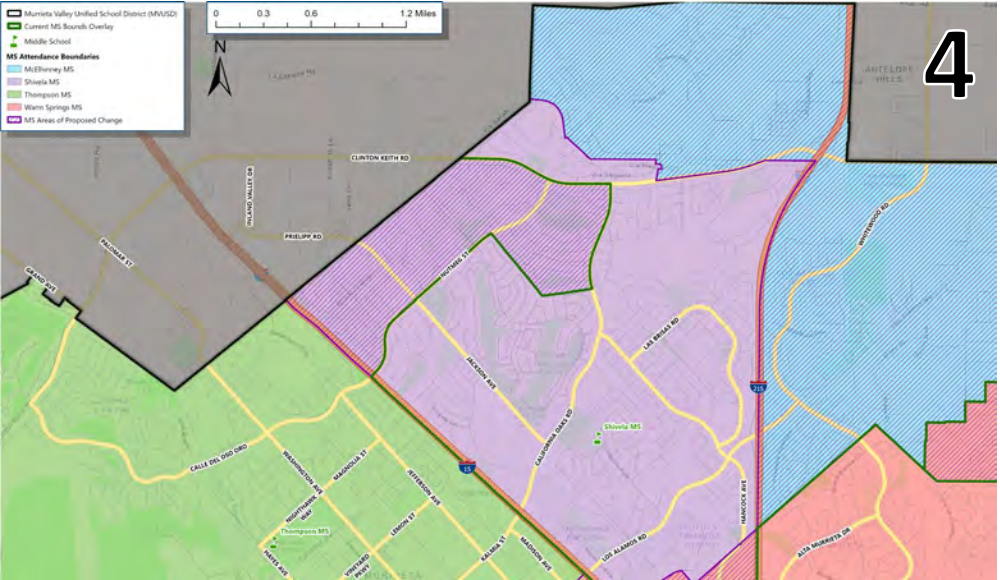 Murrieta Valley Unified School District (MVUSD)
Current MS Bounds Overlay
Middle School
MS Attendance Boundaries
McElhinney MS
Shivela MS
Thompson MS
Warm Springs MS
MS Areas of Proposed Change
0 0.3 0.6 1.2 Miles
N
4
ANTELOPE
HILLS
CLINTON KEITH RD
INLAND VALLEY DR
PRIELIPP RD
PALOMAR ST
GRAND AVE
NUTMEG ST
WHITEWOOD RD
LAS BRISAS RD
JACKSON AVE
215
CALIFORNIA OAKS RD
Shivela MS
CALLE DEL OSO ORO
15
WASHINGTON AVE
MAGNOLIA ST
JEFFERSON AVE
HANCOCK AVE
NIGHTHAWK
WAY
LEMON ST
Thompson MS
KALMIA ST
MADISON AVE
LOS ALAMOS RD
ALTA MURRIETA DR
HAYES AVE
VINEYARD
PKWY
MURRIETA